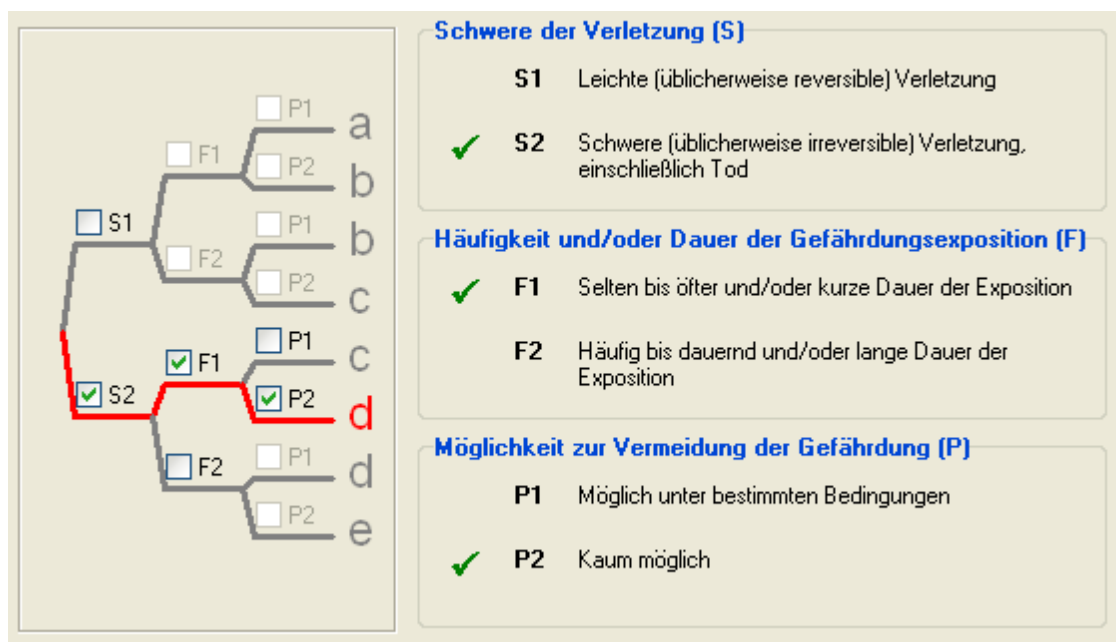 P1
a
F1
P2
b
S1
P1
b
F2
P2
c
P1
c
F1
S2
P2
d
F2
P1
d
P2
e
Schwere der Verletzung (S)
S1 Leichte (üblicherweise reversible) Verletzung
S2 Schwere (üblicherweise irreversible) Verletzung,
einschließlich Tod
Häufigkeit und/oder Dauer der Gefährdungsexposition (F)
F1 Selten bis öfter und/oder kurze Dauer der Exposition
F2 Häufig bis dauernd und/oder lange Dauer der
Exposition
Möglichkeit zur Vermeidung der Gefährdung (P)
P1 Möglich unter bestimmten Bedingungen
P2 Kaum möglich